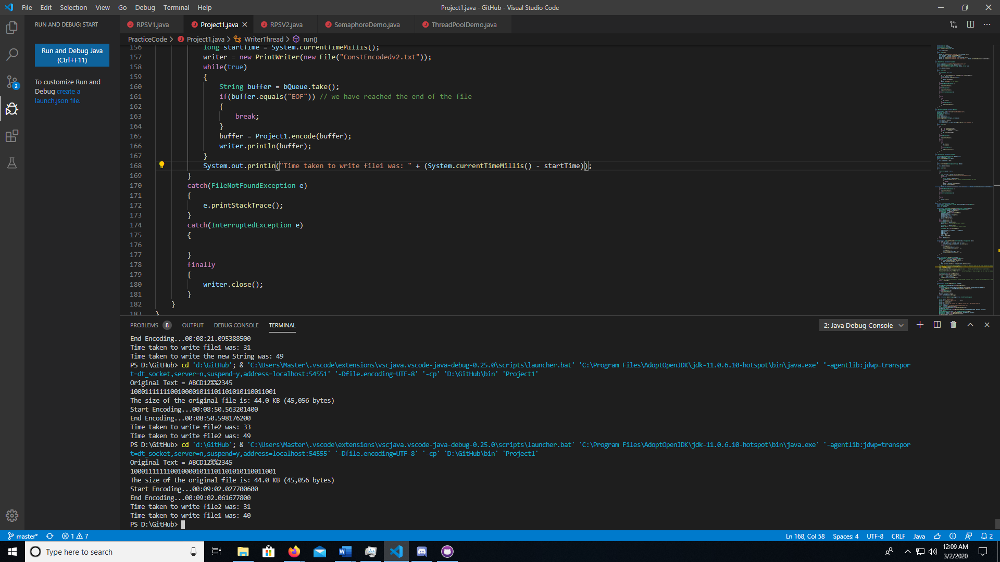 File Edit Selection View Go Debug Terminal Help
Project1.java - GitHub - Visual Studio Code
RUN AND DEBUG: START
Run and Debug Java
(Ctrl+F11)
To customize Run and
Debug create a
launch.json file.
2
RPSV1.java Project1.java RPSV2.java SemaphoreDemo.java ThreadPoolDemo.java
PracticeCode > Project1.java > WriterThread > run()
156 long startTime = System.currentTimeMillis();
157 writer = new PrintWriter(new File("ConstEncodedv2.txt"));
158 while(true)
159 {
160 String buffer = bQueue.take();
161 if(buffer.equals("EOF")) // we have reached the end of the file
162 {
163 break;
164 }
165 buffer = Project1.encode(buffer);
166 writer.println(buffer);
167 }
168 System.out.println("Time taken to write file1 was: " + (System.currentTimeMillis() - startTime));
169 }
170 catch(FileNotFoundException e)
171 {
172 e.printStackTrace();
173 }
174 catch(InterruptedException e)
175 {
176
177 }
178 finally
179 {
180 writer.close();
181 }
182 }
183 }
PROBLEMS 8 OUTPUT DEBUG CONSOLE TERMINAL
2: Java Debug Console
End Encoding...00:08:21.095388500
Time taken to write file1 was: 31
Time taken to write the new String was: 49
PS D:\GitHub> cd 'd:\GitHub'; & 'C:\Users\Master\.vscode\extensions\vscjava.vscode-java-debug-0.25.0\scripts\launcher.bat' 'C:\Program Files\AdoptOpenJDK\jdk-11.0.6.10-hotspot\bin\java.exe' '-agentlib:jdwp=transpor
t=dt_socket,server=n,suspend=y,address=localhost:54551' '-Dfile.encoding=UTF-8' '-cp' 'D:\GitHub\bin' 'Project1'
Original Text = ABCD12%%2345
1000111111100100001011101101010110011001
The size of the original file is: 44.0 KB (45,056 bytes)
Start Encoding...00:08:50.563201400
End Encoding...00:08:50.598176200
Time taken to write file2 was: 33
Time taken to write file2 was: 49
PS D:\GitHub> cd 'd:\GitHub'; & 'C:\Users\Master\.vscode\extensions\vscjava.vscode-java-debug-0.25.0\scripts\launcher.bat' 'C:\Program Files\AdoptOpenJDK\jdk-11.0.6.10-hotspot\bin\java.exe' '-agentlib:jdwp=transpor
t=dt_socket,server=n,suspend=y,address=localhost:54555' '-Dfile.encoding=UTF-8' '-cp' 'D:\GitHub\bin' 'Project1'
Original Text = ABCD12%%2345
1000111111100100001011101101010110011001
The size of the original file is: 44.0 KB (45,056 bytes)
Start Encoding...00:09:02.027700600
End Encoding...00:09:02.061677800
Time taken to write file2 was: 31
Time taken to write file1 was: 40
PS D:\GitHub>
master* 1 7
Ln 168, Col 58 Spaces: 4 UTF-8 CRLF Java 2
Type here to search
12:09 AM
3/2/2020